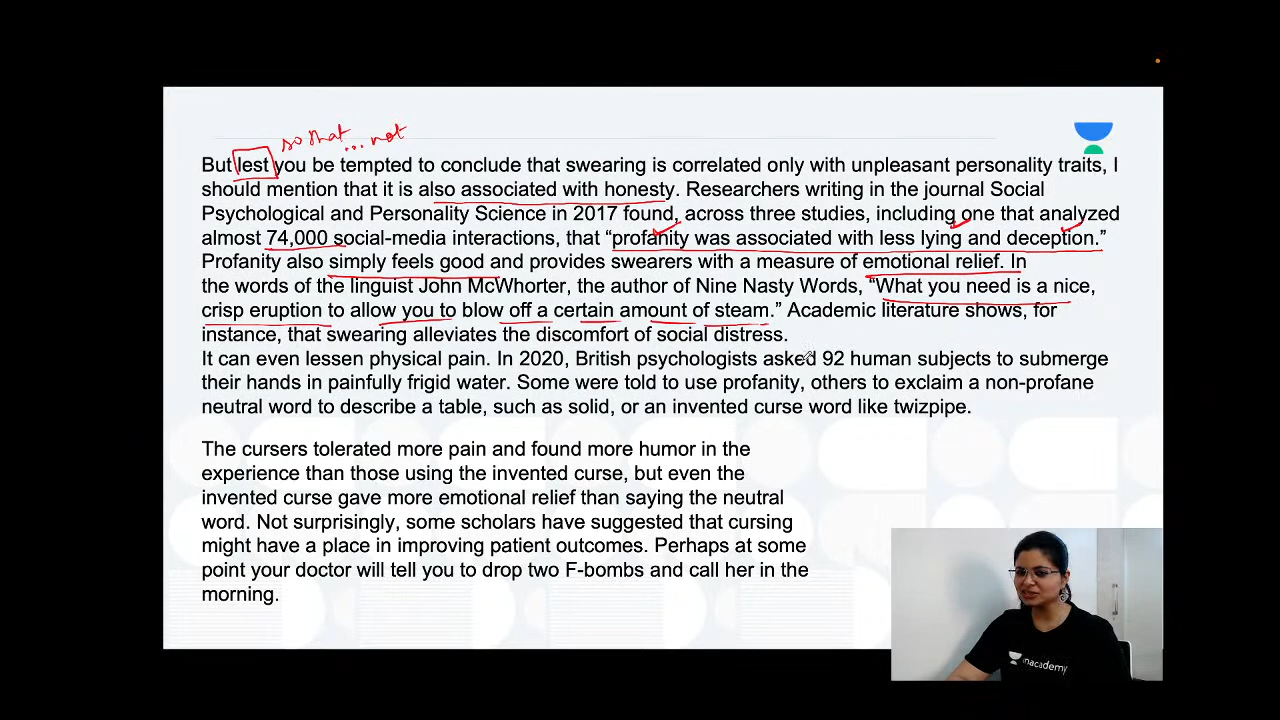 so that ... not
But lest you be tempted to conclude that swearing is correlated only with unpleasant personality traits, I
should mention that it is also associated with honesty. Researchers writing in the journal Social
Psychological and Personality Science in 2017 found, across three studies, including one that analyzed
almost 74,000 social-media interactions, that “profanity was associated with less lying and deception.”
Profanity also simply feels good and provides swearers with a measure of emotional relief. In
the words of the linguist John McWhorter, the author of Nine Nasty Words, “What you need is a nice,
crisp eruption to allow you to blow off a certain amount of steam.” Academic literature shows, for
instance, that swearing alleviates the discomfort of social distress.
It can even lessen physical pain. In 2020, British psychologists asked 92 human subjects to submerge
their hands in painfully frigid water. Some were told to use profanity, others to exclaim a non-profane
neutral word to describe a table, such as solid, or an invented curse word like twizpipe.
The cursers tolerated more pain and found more humor in the
experience than those using the invented curse, but even the
invented curse gave more emotional relief than saying the neutral
word. Not surprisingly, some scholars have suggested that cursing
might have a place in improving patient outcomes. Perhaps at some
point your doctor will tell you to drop two F-bombs and call her in the
morning.
unacademy